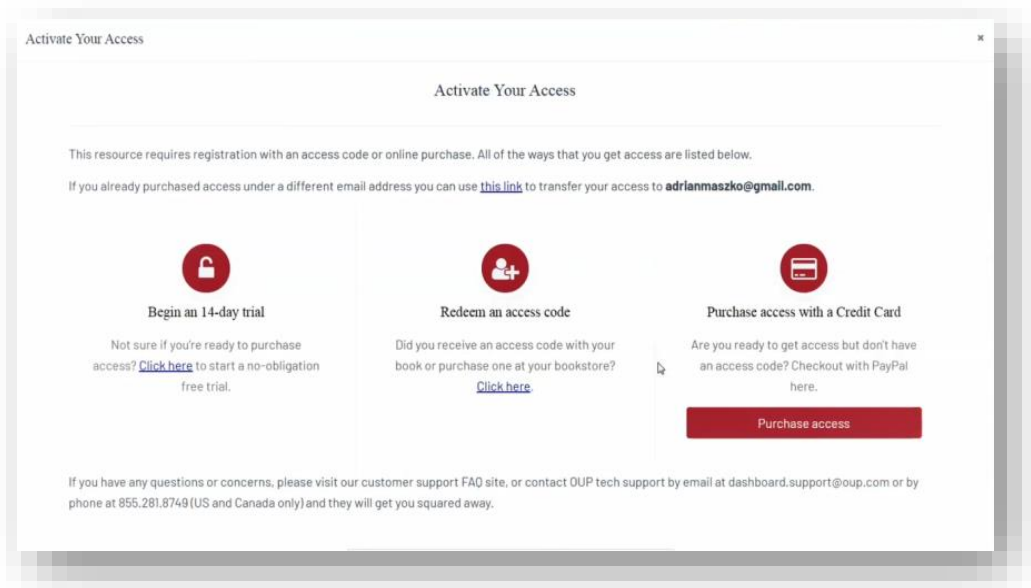 Activate Your Access
Activate Your Access
This resource requires registration with an access code or online purchase. All of the ways that you get access are listed below.
If you already purchased access under a different email address you can use this link to transfer your access to adrianmaszko@gmail.com.
Begin an 14-day trial
Not sure if you're ready to purchase
access? Click here to start a no-obligation
free trial.
Redeem an access code
Did you receive an access code with your
book or purchase one at your bookstore?
Click here.
Purchase access with a Credit Card
Are you ready to get access but don't have
an access code? Checkout with PayPal
here.
Purchase access
If you have any questions or concerns, please visit our customer support FAQ site, or contact OUP tech support by email at dashboard.support@oup.com or by
phone at 855.281.8749 (US and Canada only) and they will get you squared away.